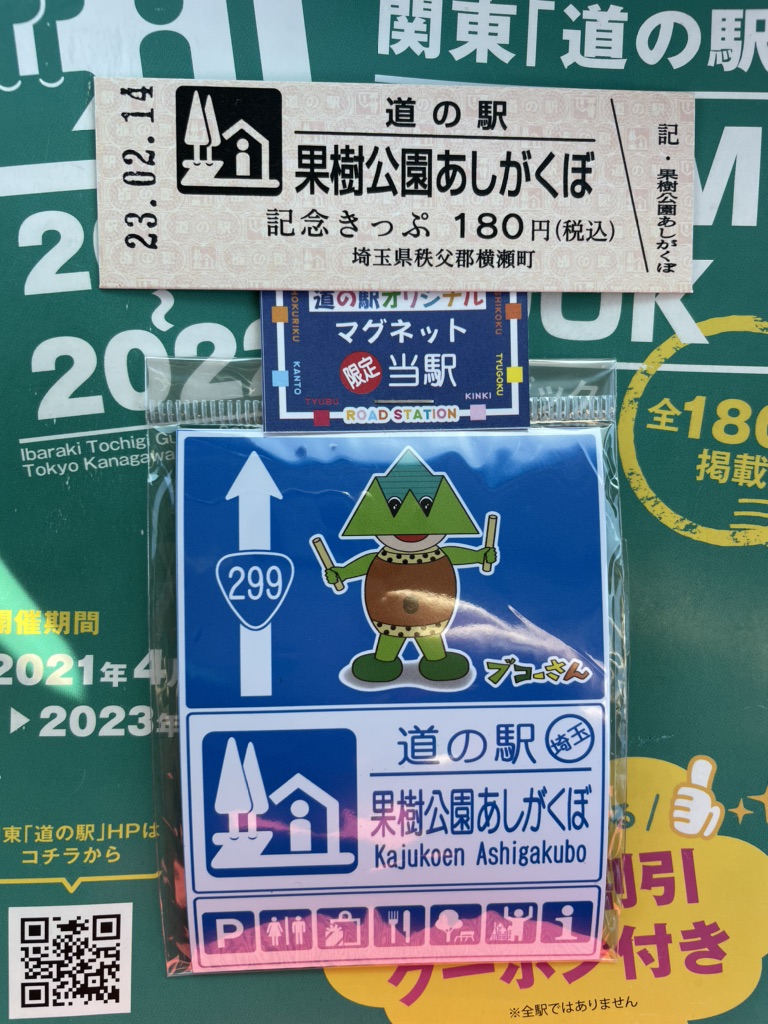 関東「道の駅
23.02.14
道の駅
果樹公園あしがくぼ
記念きっぷ 180円(税込)
埼玉県秩父郡横瀬町
記・果樹公園あしがくぼ
202
Ibaraki Tochigi Gu
Tokyo Kanagawa
全180
掲載
道の駅オリジナル
マグネット
限定 当駅
HOKURIKU
KANTO
TYUBU
SHIKOKU
TYUGOKU
KINKI
ROAD STATION
299
ブコーさん
道の駅 埼玉
果樹公園あしがくぼ
Kajukoen Ashigakubo
P
i
開催期間
2021年4月
▶2023年
東「道の駅」HPは
コチラから
割引
クーポン付き
※全駅ではありません